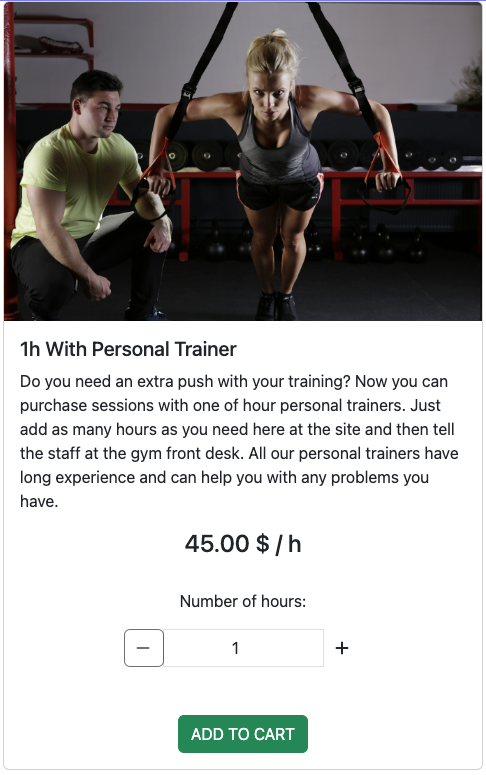 1h With Personal Trainer
Do you need an extra push with your training? Now you can
purchase sessions with one of hour personal trainers. Just
add as many hours as you need here at the site and then tell
the staff at the gym front desk. All our personal trainers have
long experience and can help you with any problems you
have.
45.00 $ / h
Number of hours:
− 1 +
ADD TO CART